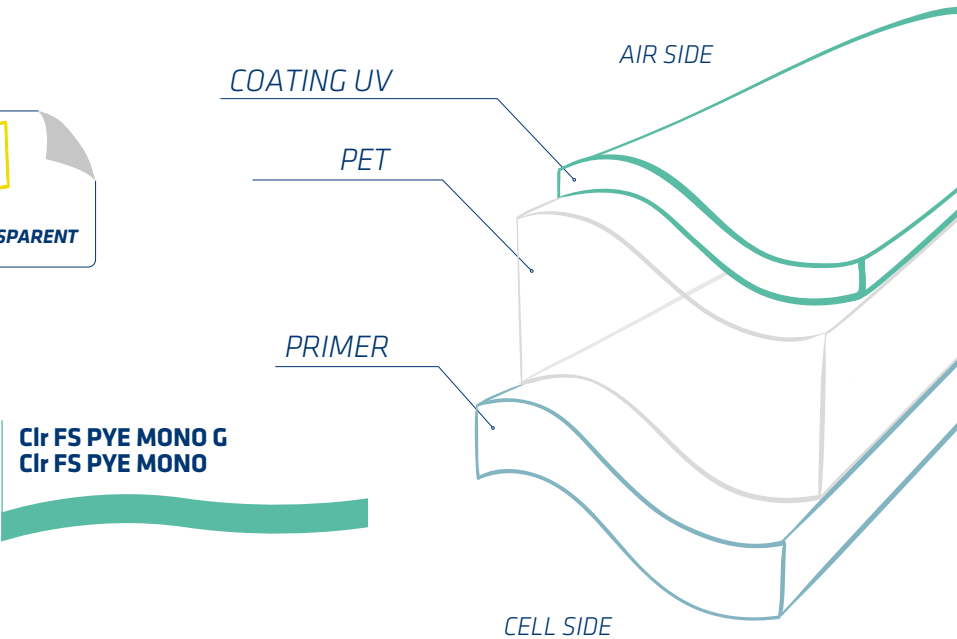 AIR SIDE
COATING UV
PET
SPARENT
PRIMER
Clr FS PYE MONO G
Clr FS PYE MONO
CELL SIDE